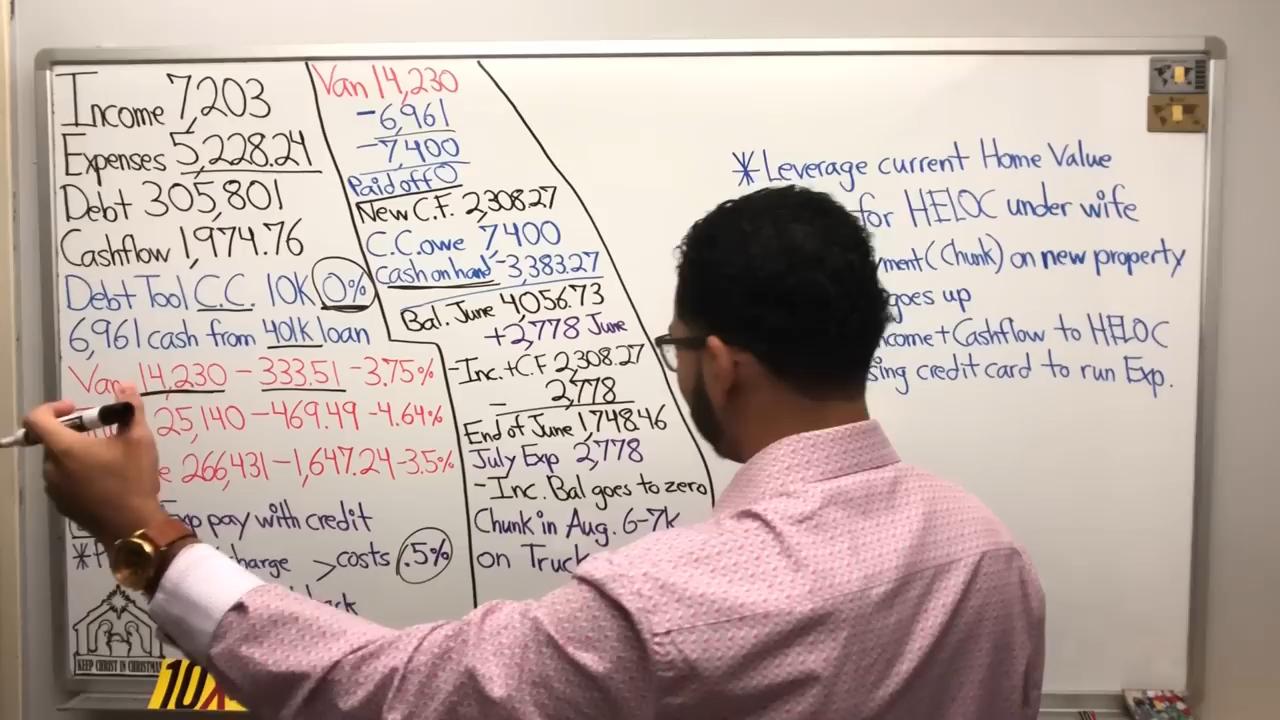 Income 7,203
Expenses 5,228.24
Debt 305,801
Cashflow 1,974.76
Debt Tool C.C. 10K 0%
6,961 cash from 401K loan
Van 14,230 - 333.51 - 3.75%
25,140 - 469.49 - 4.64%
266,431 - 1,647.24 - 3.5%
Exp pay with credit
costs .5%
KEEP CHRIST IN CHRISTMAS
10X
Van 14,230
-6,961
-7,400
Paid off 0
New C.F. 2,308.27
C.C. owe 7400
cash on hand -3,383.27
Bal. June 4,056.73
+2,778 June
-Inc.+C.F 2,308.27
- 2,778
End of June 1,748.46
July Exp 2,778
-Inc. Bal goes to zero
Chunk in Aug. 6-7K
on Truck
*Leverage current Home Value
for HELOC under wife
(Chunk) on new property
goes up
+Cashflow to HELOC
credit card to run Exp.